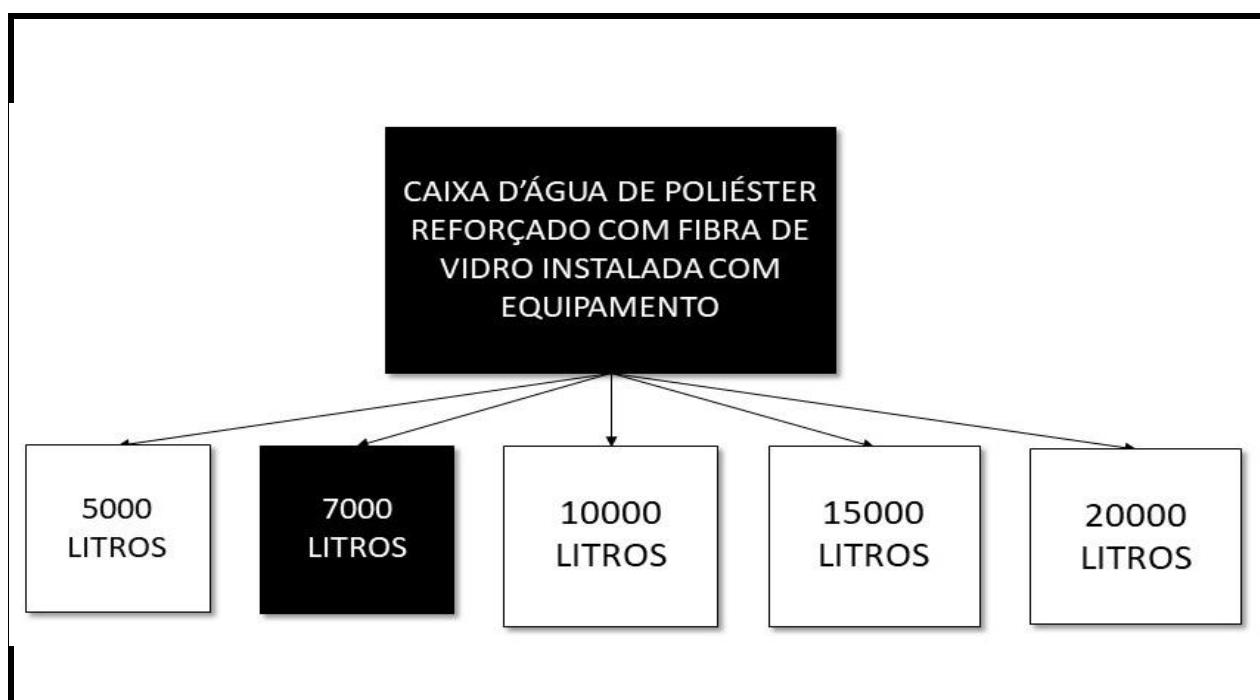 CAIXA D'ÁGUA DE POLIÉSTER
REFORÇADO COM FIBRA DE
VIDRO INSTALADA COM
EQUIPAMENTO
5000
LITROS
7000
LITROS
10000
LITROS
15000
LITROS
20000
LITROS